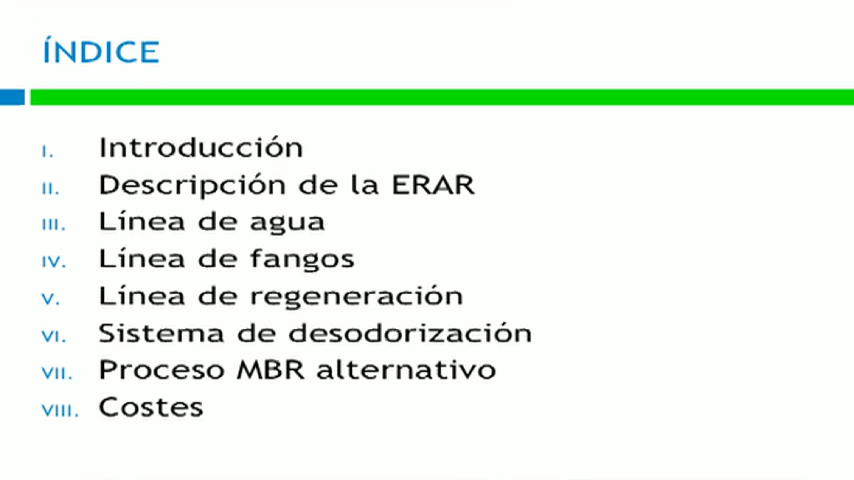 ÍNDICE
I. Introducción
II. Descripción de la ERAR
III. Línea de agua
IV. Línea de fangos
V. Línea de regeneración
VI. Sistema de desodorización
VII. Proceso MBR alternativo
VIII. Costes